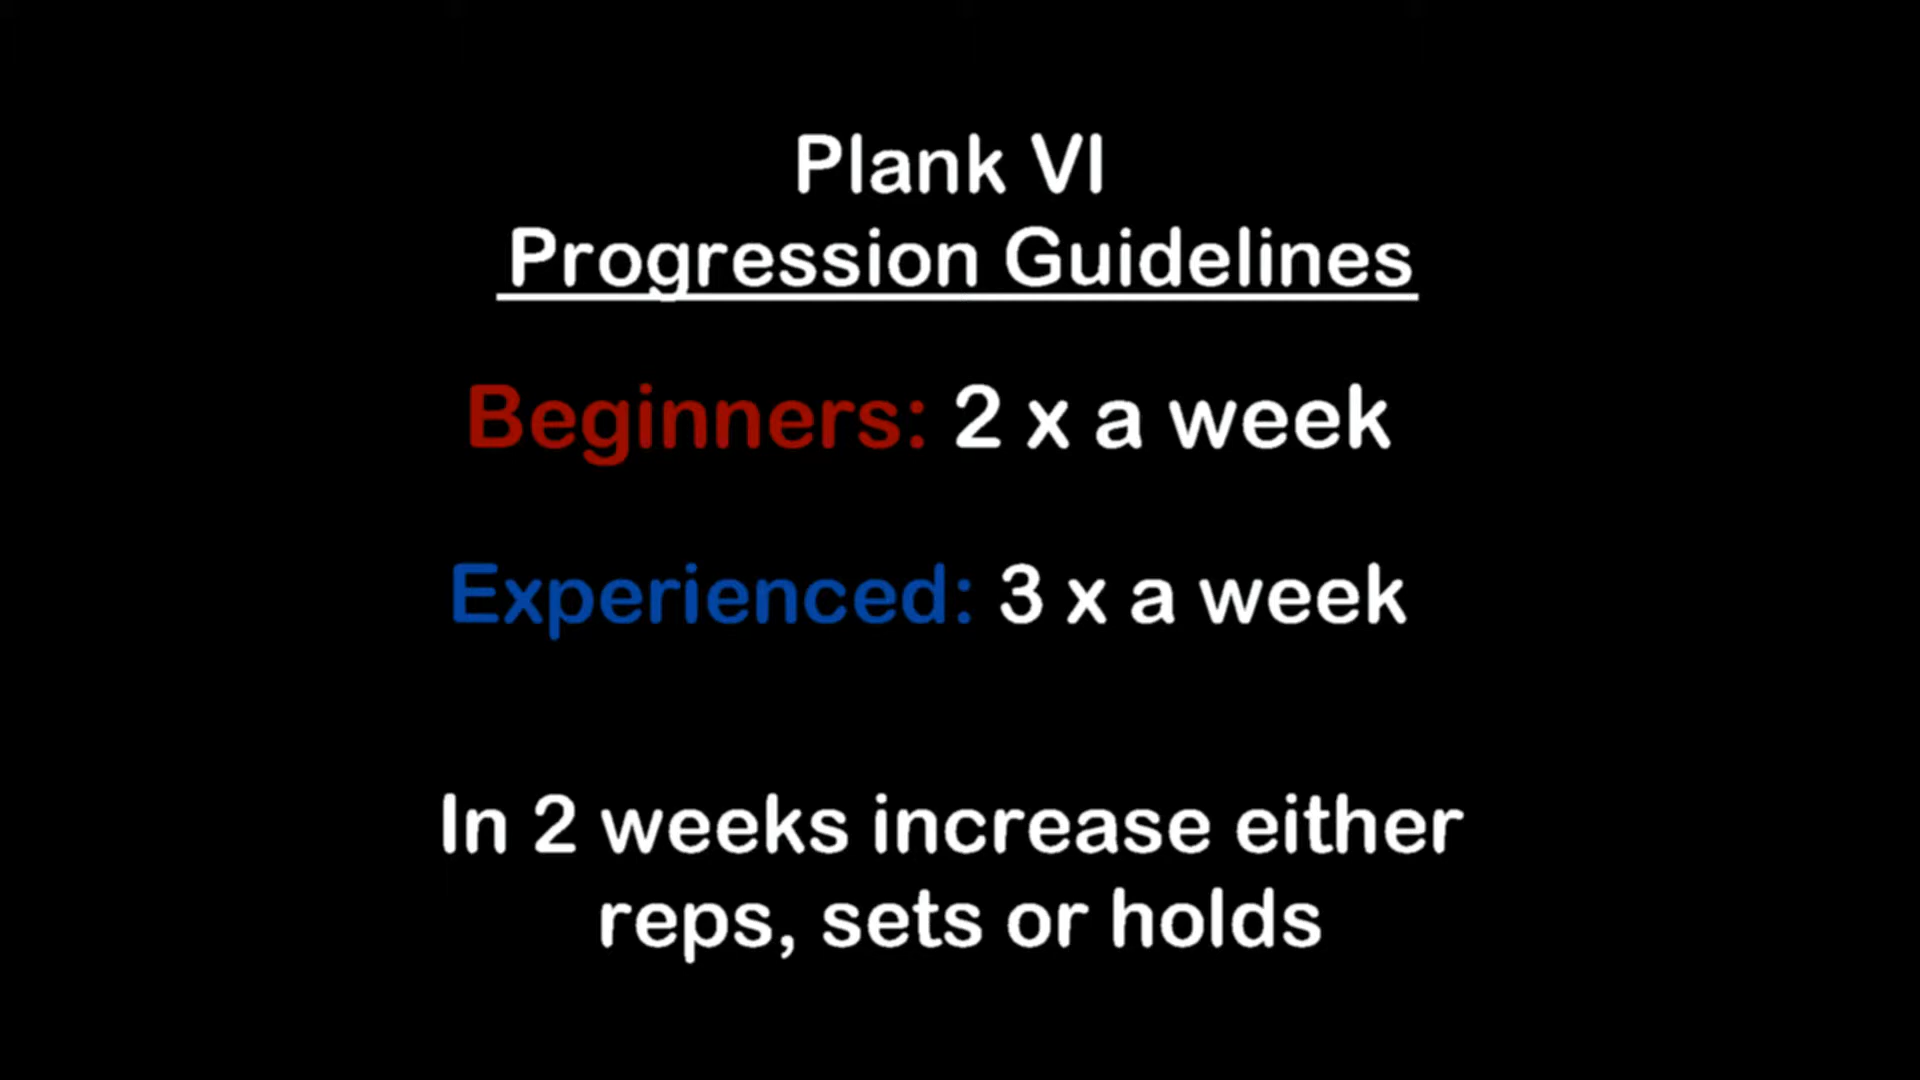 Plank VI
Progression Guidelines
Beginners: 2 x a week
Experienced: 3 x a week
In 2 weeks increase either
reps, sets or holds